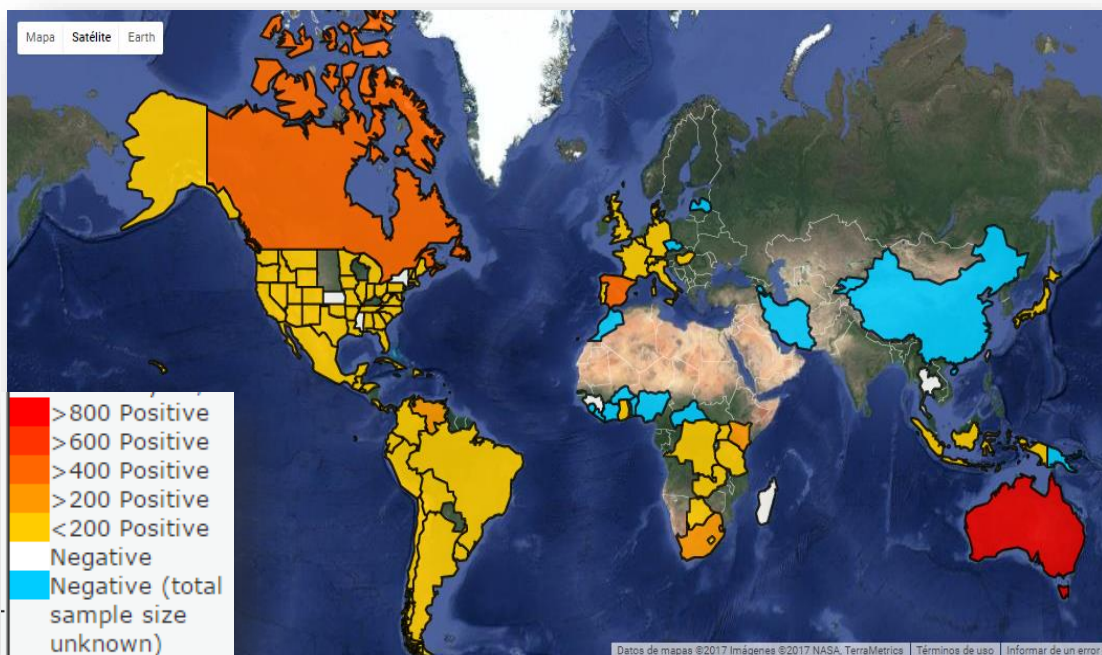 Mapa Satélite Earth
>800 Positive
>600 Positive
>400 Positive
>200 Positive
<200 Positive
Negative
Negative (total
sample size
unknown)
Datos de mapas ©2017 Imágenes ©2017 NASA, TerraMetrics Términos de uso Informar de un error